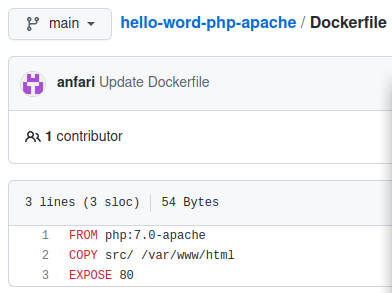 main hello-word-php-apache / Dockerfile
anfari Update Dockerfile
1 contributor
3 lines (3 sloc) 54 Bytes
1 FROM php:7.0-apache
2 COPY src/ /var/www/html
3 EXPOSE 80